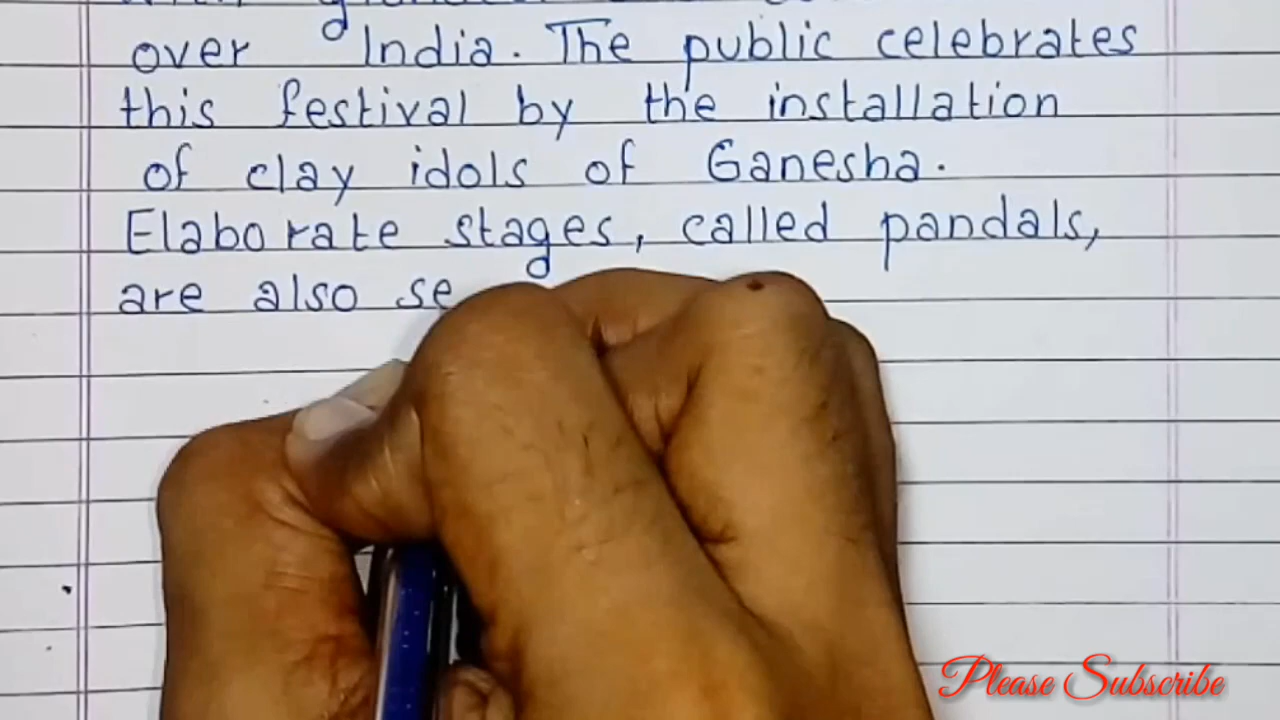 over India. The public celebrates
this festival by the installation
of clay idols of Ganesha.
Elaborate stages, called pandals,
are also se
Please Subscribe